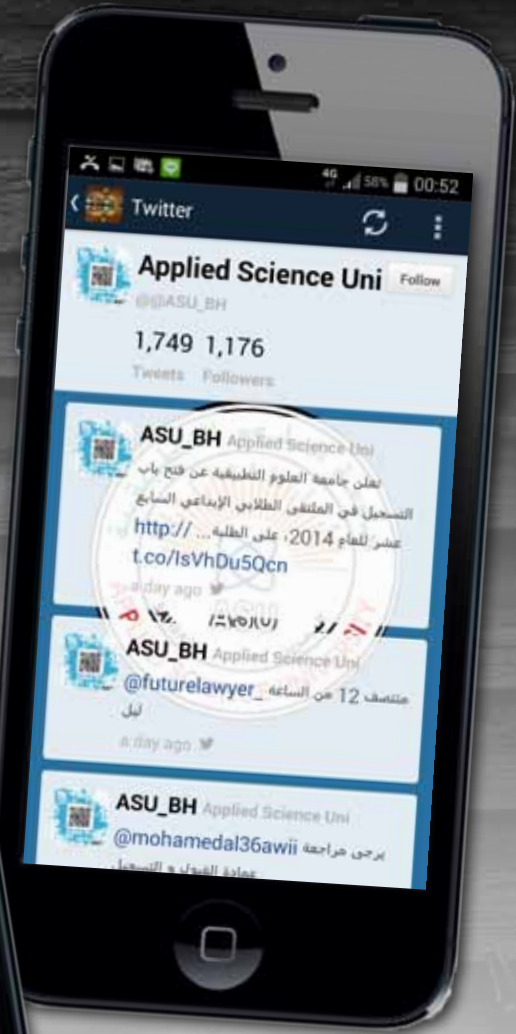 4G 58% 00:52
Twitter
Applied Science Uni Follow
@@ASU_BH
1,749 1,176
Tweets Followers
ASU_BH Applied Science Uni
تعلن جامعة العلوم التطبيقية عن فتح باب
التسجيل في الملتقى الطلابي الإبداعي السابع
عشر للعام 2014، على الطلبة... http://
t.co/IsVhDu5Qcn
a day ago
ASU
ASU_BH Applied Science Uni
@futurelawyer_ منتصف 12 من الساعة
ليل
a day ago
ASU_BH Applied Science Uni
@mohamedal36awii يرجى مراجعة
عمادة القبول و التسجيل